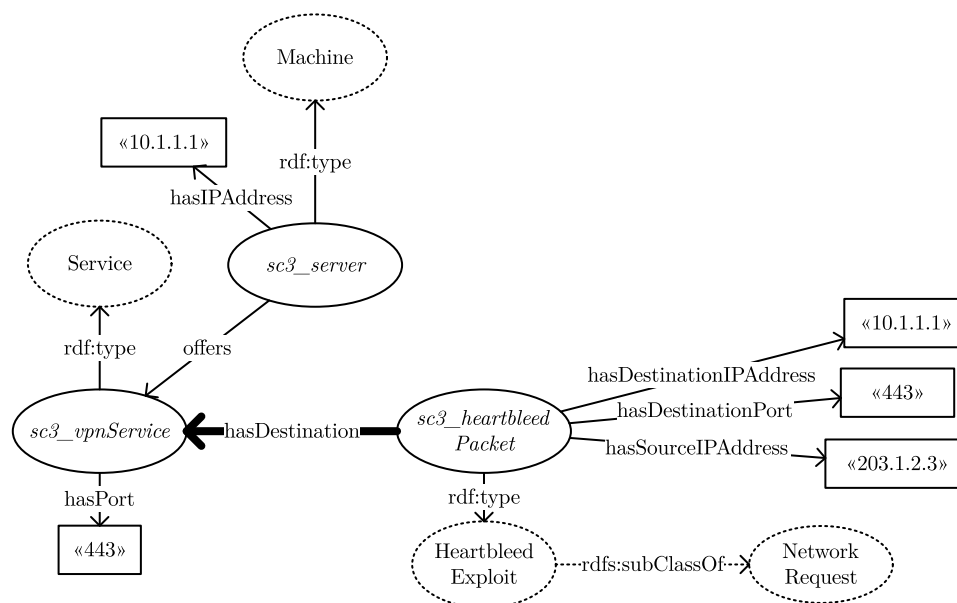 Machine
«10.1.1.1»
rdf:type
hasIPAddress
Service
sc3_server
rdf:type
offers
«10.1.1.1»
hasDestinationIPAddress
«443»
hasDestinationPort
sc3_vpnService
hasDestination
sc3_heartbleed
Packet
hasSourceIPAddress
«203.1.2.3»
hasPort
rdf:type
«443»
Heartbleed
Exploit
rdfs:subClassOf
Network
Request